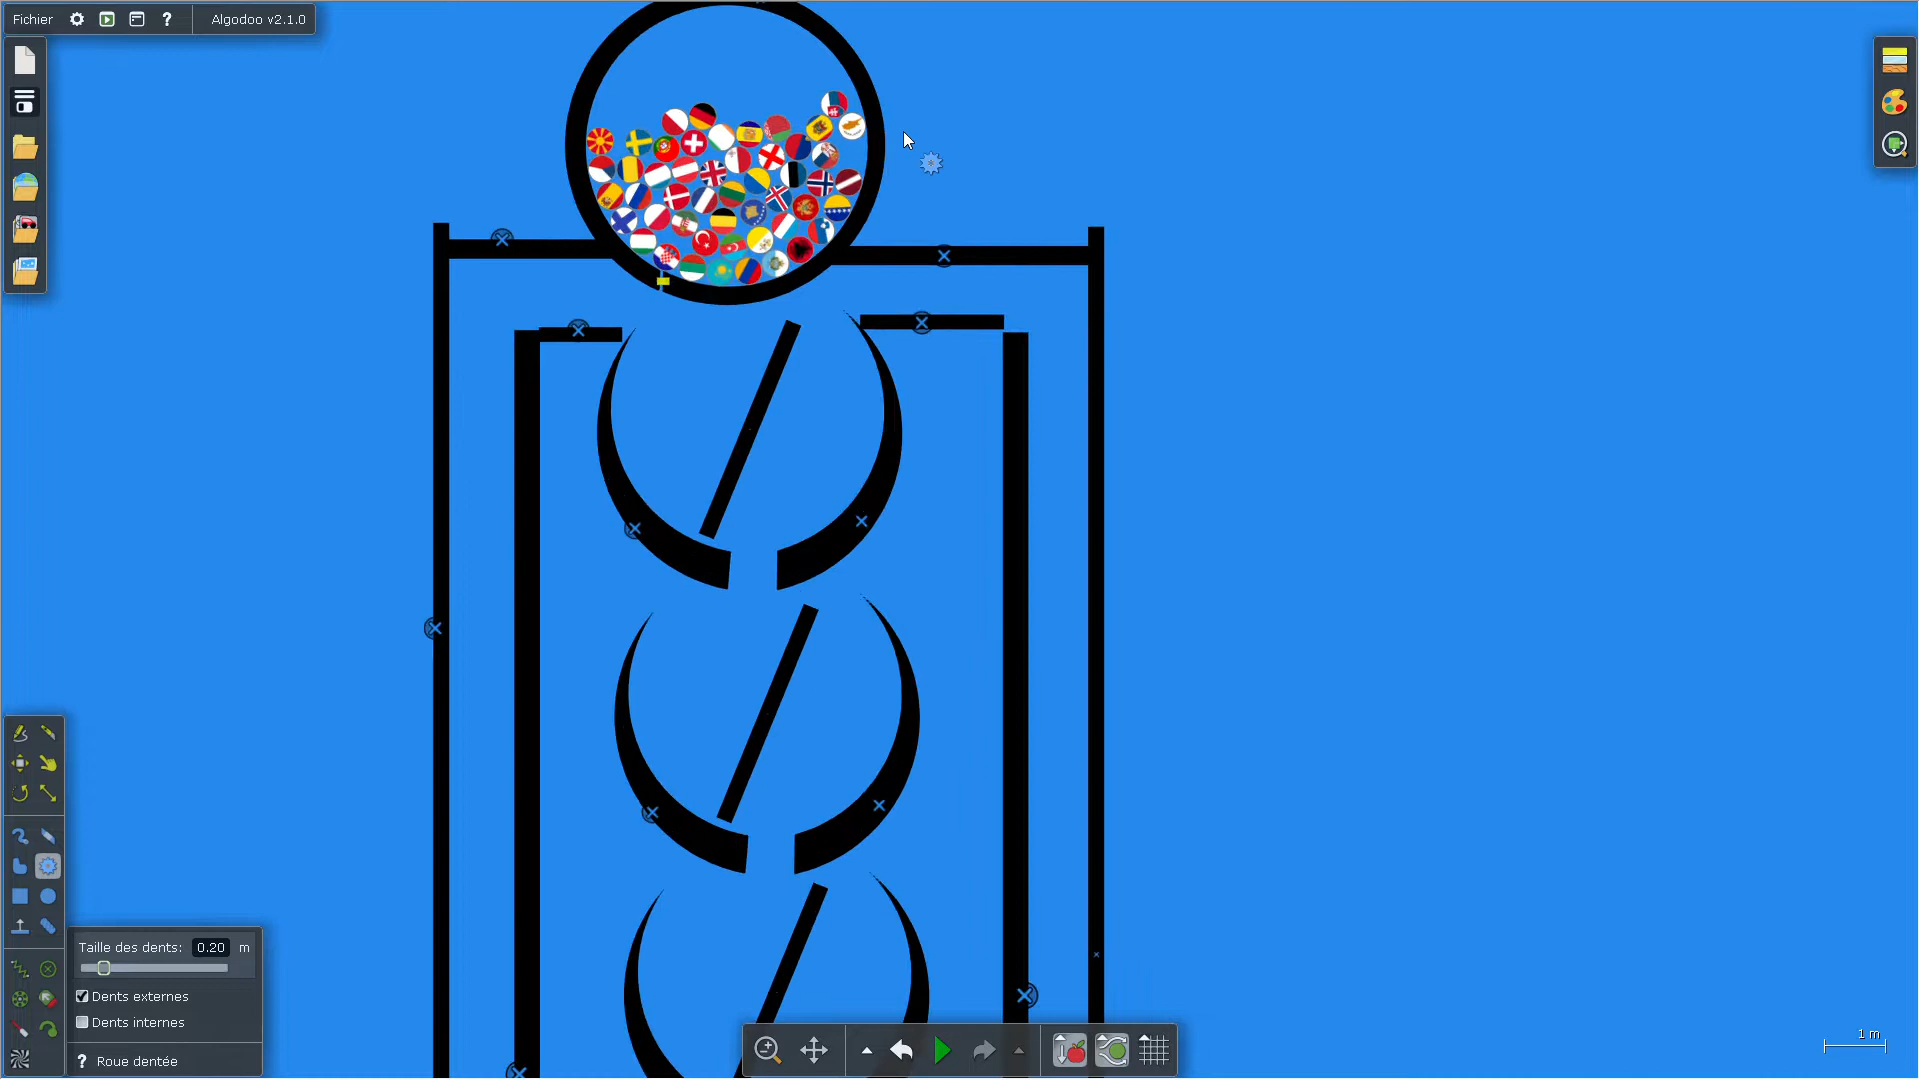 Fichier
?
Algodoo v2.1.0
Taille des dents: 0.20 m
Dents externes
Dents internes
? Roue dentée
1 m